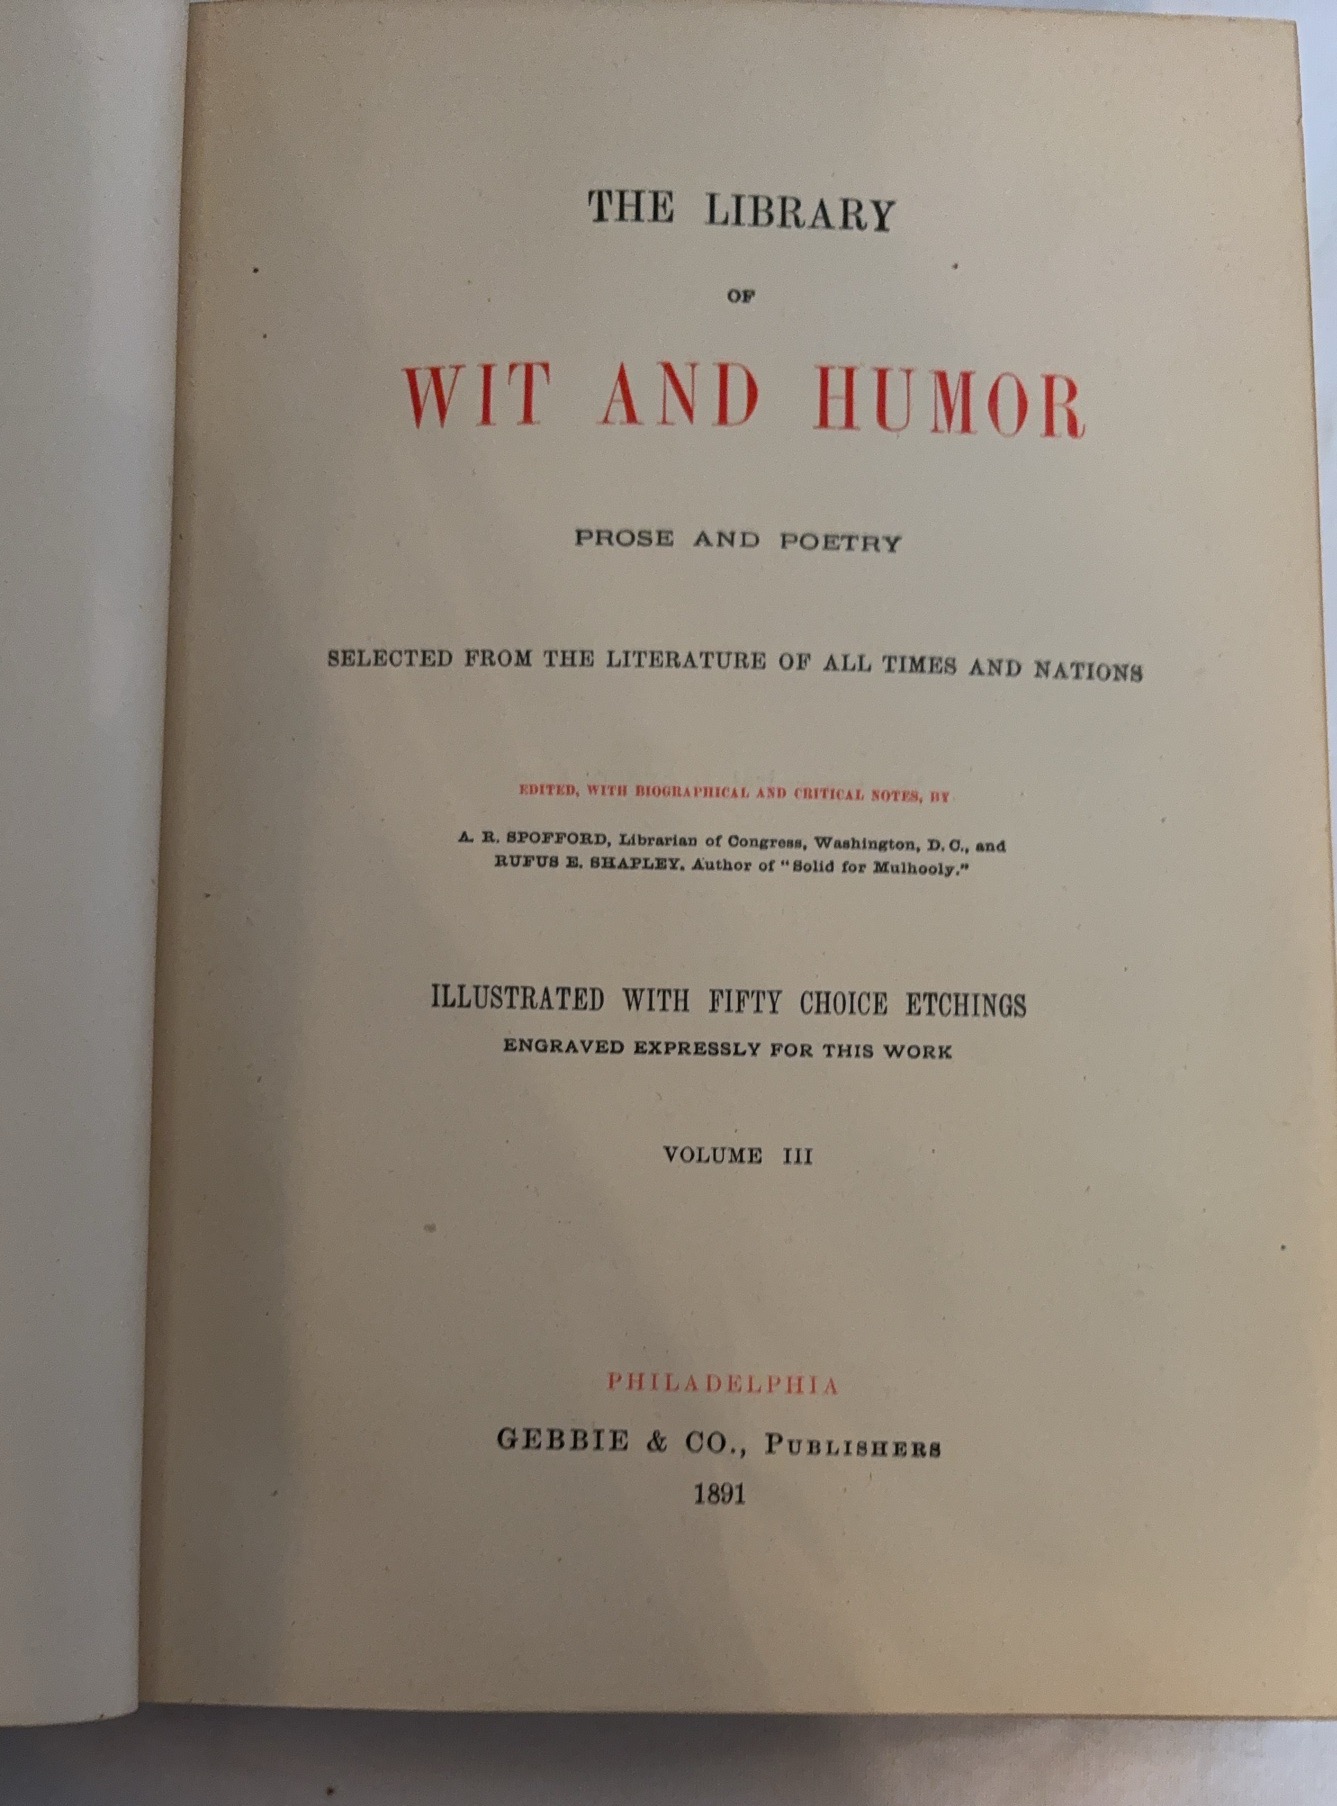 THE LIBRARY
OF
WIT AND HUMOR
PROSE AND POETRY
SELECTED FROM THE LITERATURE OF ALL TIMES AND NATIONS
EDITED, WITH BIOGRAPHICAL AND CRITICAL NOTES, BY
A. R. SPOFFORD, Librarian of Congress, Washington, D. C., and
RUFUS E. SHAPLEY. Author of "Solid for Mulhooly."
ILLUSTRATED WITH FIFTY CHOICE ETCHINGS
ENGRAVED EXPRESSLY FOR THIS WORK
VOLUME III
PHILADELPHIA
GEBBIE & CO., PUBLISHERS
1891